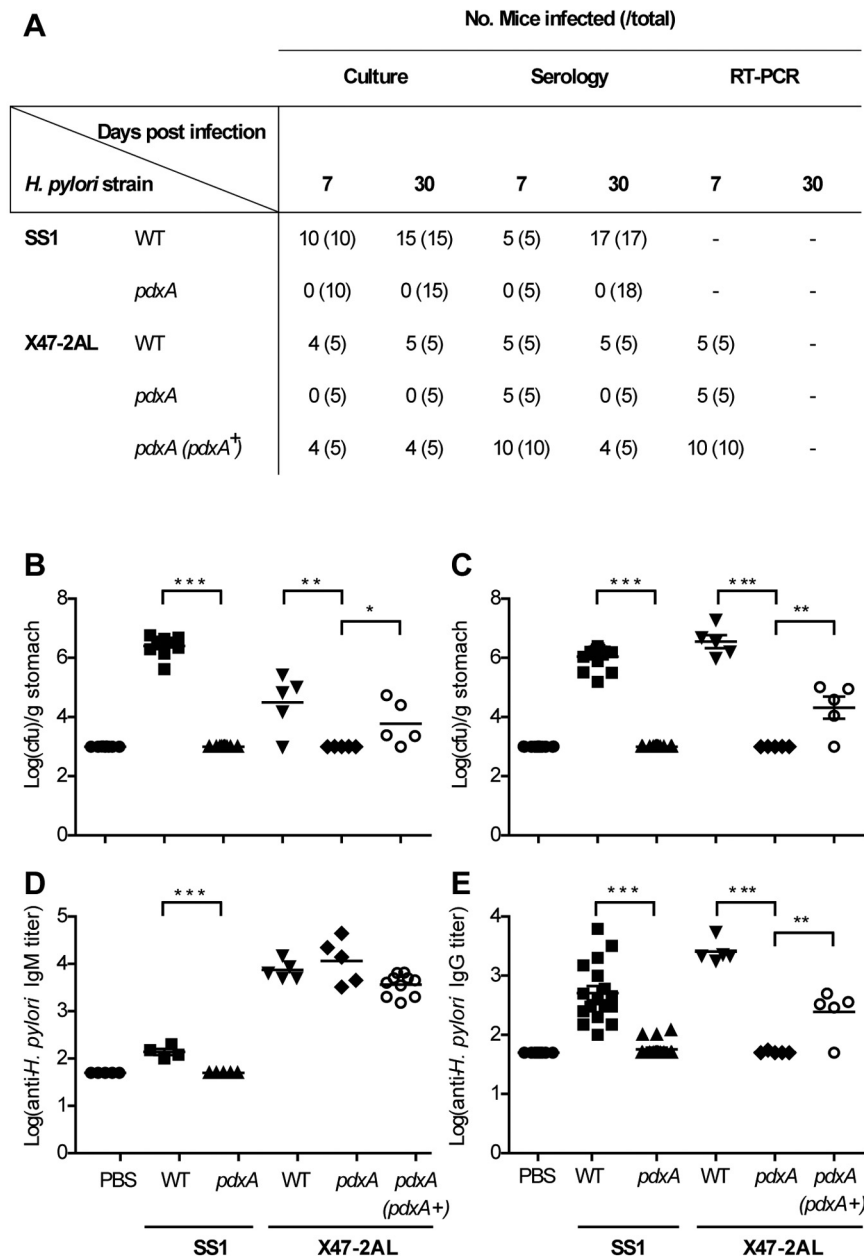 A
No. Mice infected (/total)
Culture Serology RT-PCR
Days post infection
H. pylori strain 7 30 7 30 7 30
SS1 WT 10 (10) 15 (15) 5 (5) 17 (17) - -
pdxA 0 (10) 0 (15) 0 (5) 0 (18) - -
X47-2AL WT 4 (5) 5 (5) 5 (5) 5 (5) 5 (5) -
pdxA 0 (5) 0 (5) 5 (5) 0 (5) 5 (5) -
pdxA (pdxA+) 4 (5) 4 (5) 10 (10) 4 (5) 10 (10) -
B
Log(cfu)/g stomach
8
6
4
2
0
*** ** *
C
Log(cfu)/g stomach
8
6
4
2
0
*** *** **
D
Log(anti-H. pylori IgM titer)
5
4
3
2
1
0
***
PBS WT pdxA WT pdxA pdxA
(pdxA+)
SS1 X47-2AL
E
Log(anti-H. pylori IgG titer)
4
3
2
1
0
*** *** **
PBS WT pdxA WT pdxA pdxA
(pdxA+)
SS1 X47-2AL